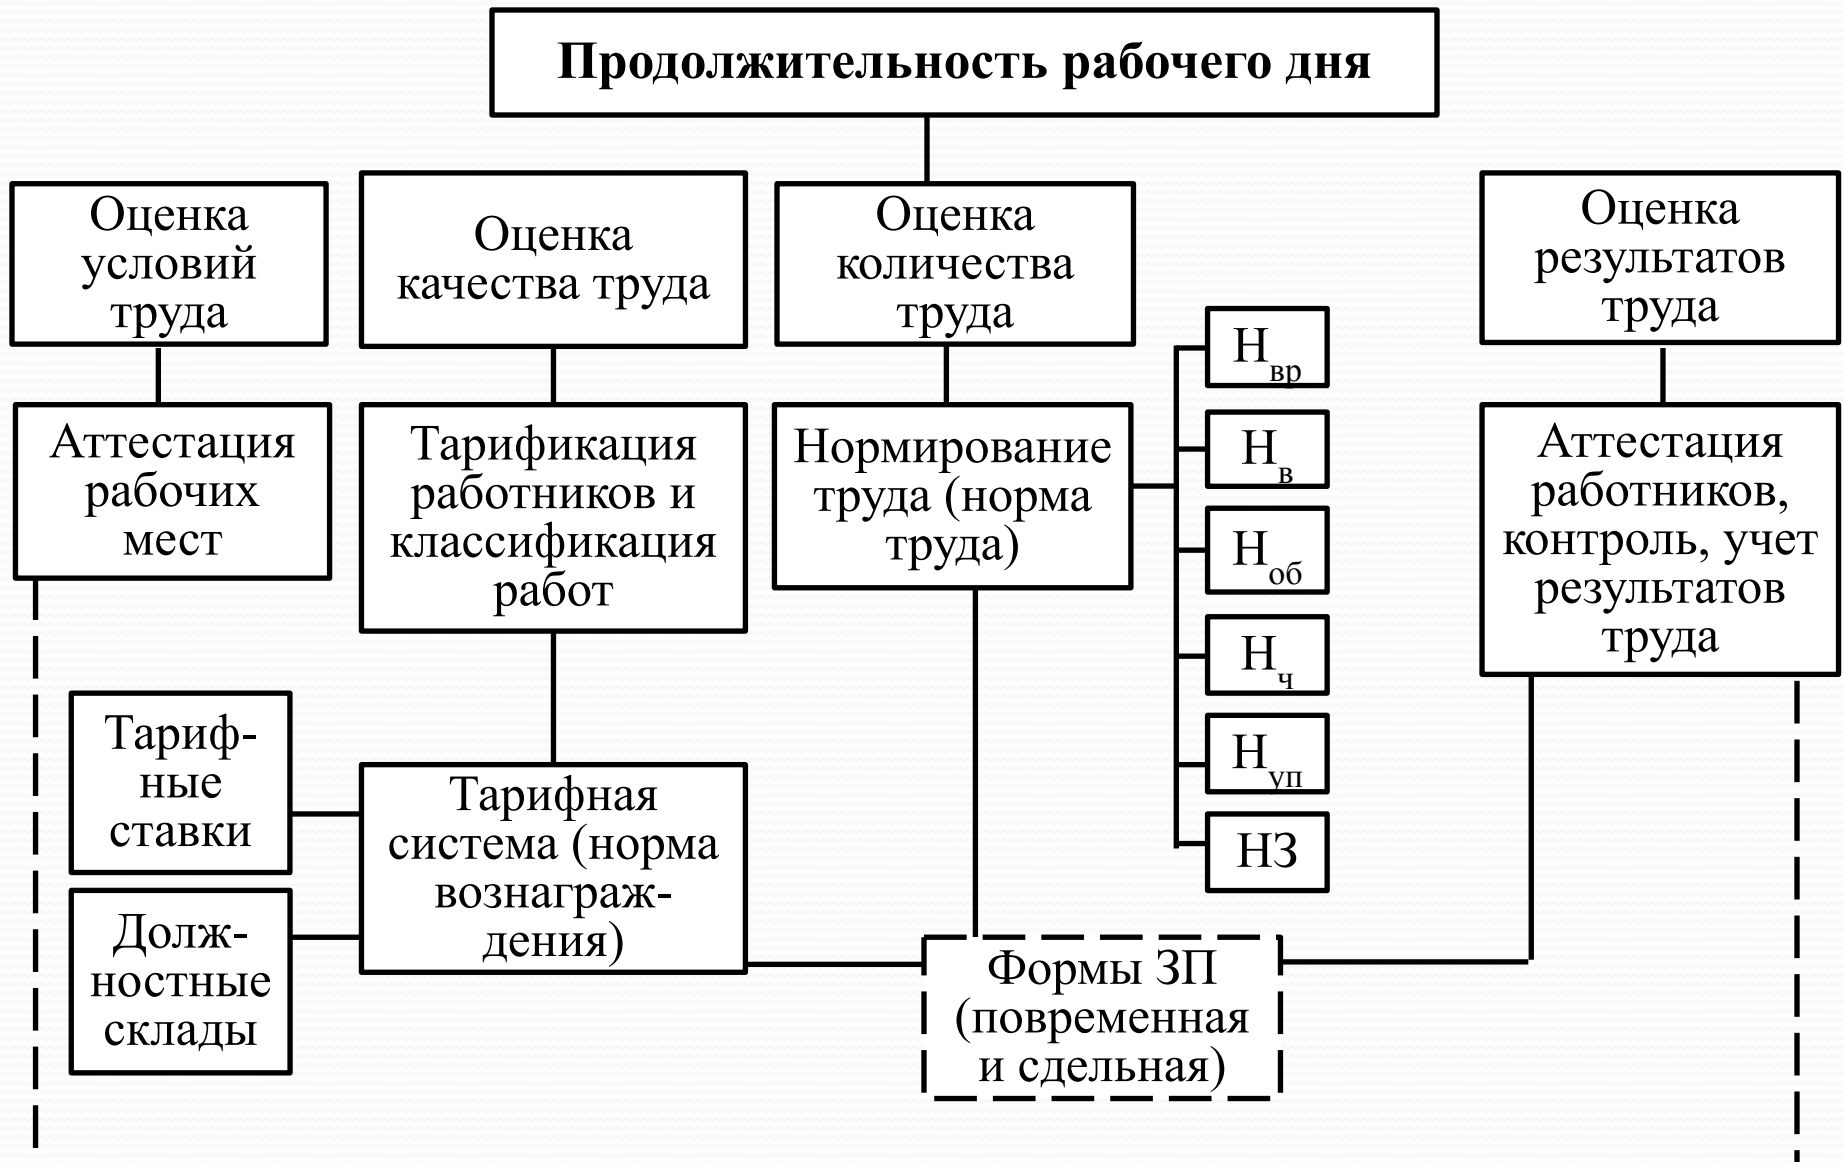 Продолжительность рабочего дня
Оценка
условий
труда
Оценка
качества труда
Оценка
количества
труда
Оценка
результатов
труда
Аттестация
рабочих
мест
Тарификация
работников и
классификация
работ
Нормирование
труда (норма
труда)
Нвр
Нв
Ноб
Нч
Нуп
НЗ
Аттестация
работников,
контроль, учет
результатов
труда
Тариф-
ные
ставки
Долж-
ностные
склады
Тарифная
система (норма
вознаграж-
дения)
Формы ЗП
(повременная
и сдельная)